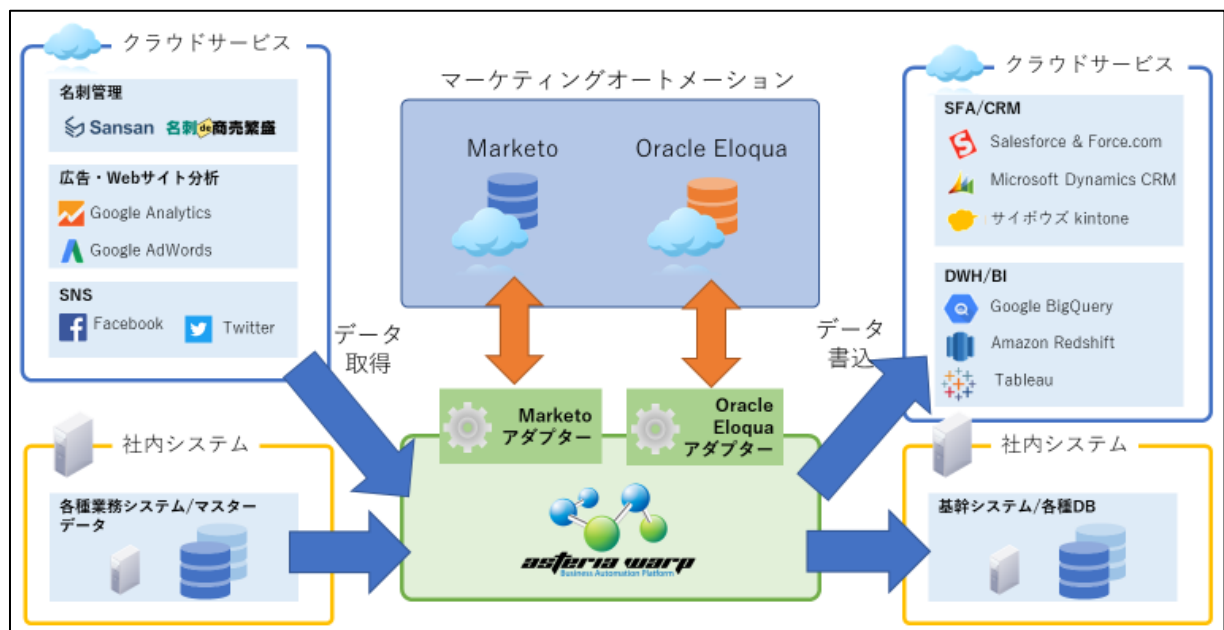 クラウドサービス
名刺管理
Sansan 名刺de商売繁盛
広告・Webサイト分析
Google Analytics
Google AdWords
SNS
Facebook
Twitter
社内システム
各種業務システム/マスター
データ
データ
取得
マーケティングオートメーション
Marketo
Oracle Eloqua
Marketo
アダプター
Oracle
Eloqua
アダプター
asteria warp
Business Automation Platform
データ
書込
クラウドサービス
SFA/CRM
Salesforce & Force.com
Microsoft Dynamics CRM
サイボウズ kintone
DWH/BI
Google BigQuery
Amazon Redshift
Tableau
社内システム
基幹システム/各種DB